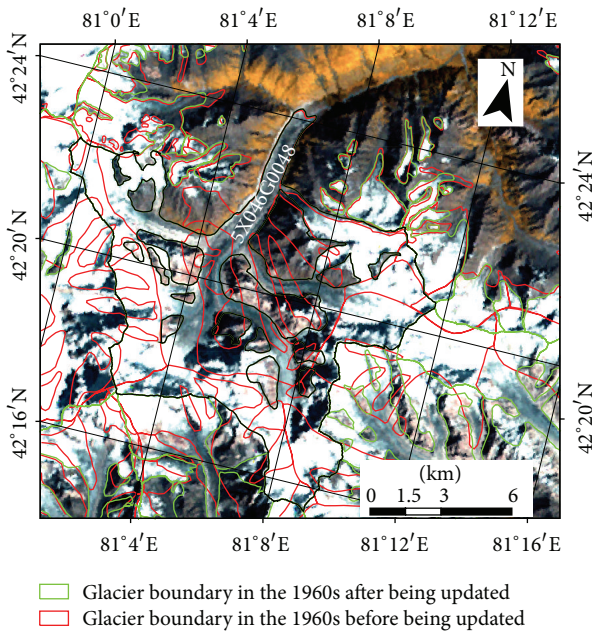 81°0′E 81°4′E 81°8′E 81°12′E
42°24′N
42°20′N
42°16′N
N
5X046G0048
42°24′N
42°20′N
(km)
0 1.5 3 6
81°4′E 81°8′E 81°12′E 81°16′E
Glacier boundary in the 1960s after being updated
Glacier boundary in the 1960s before being updated